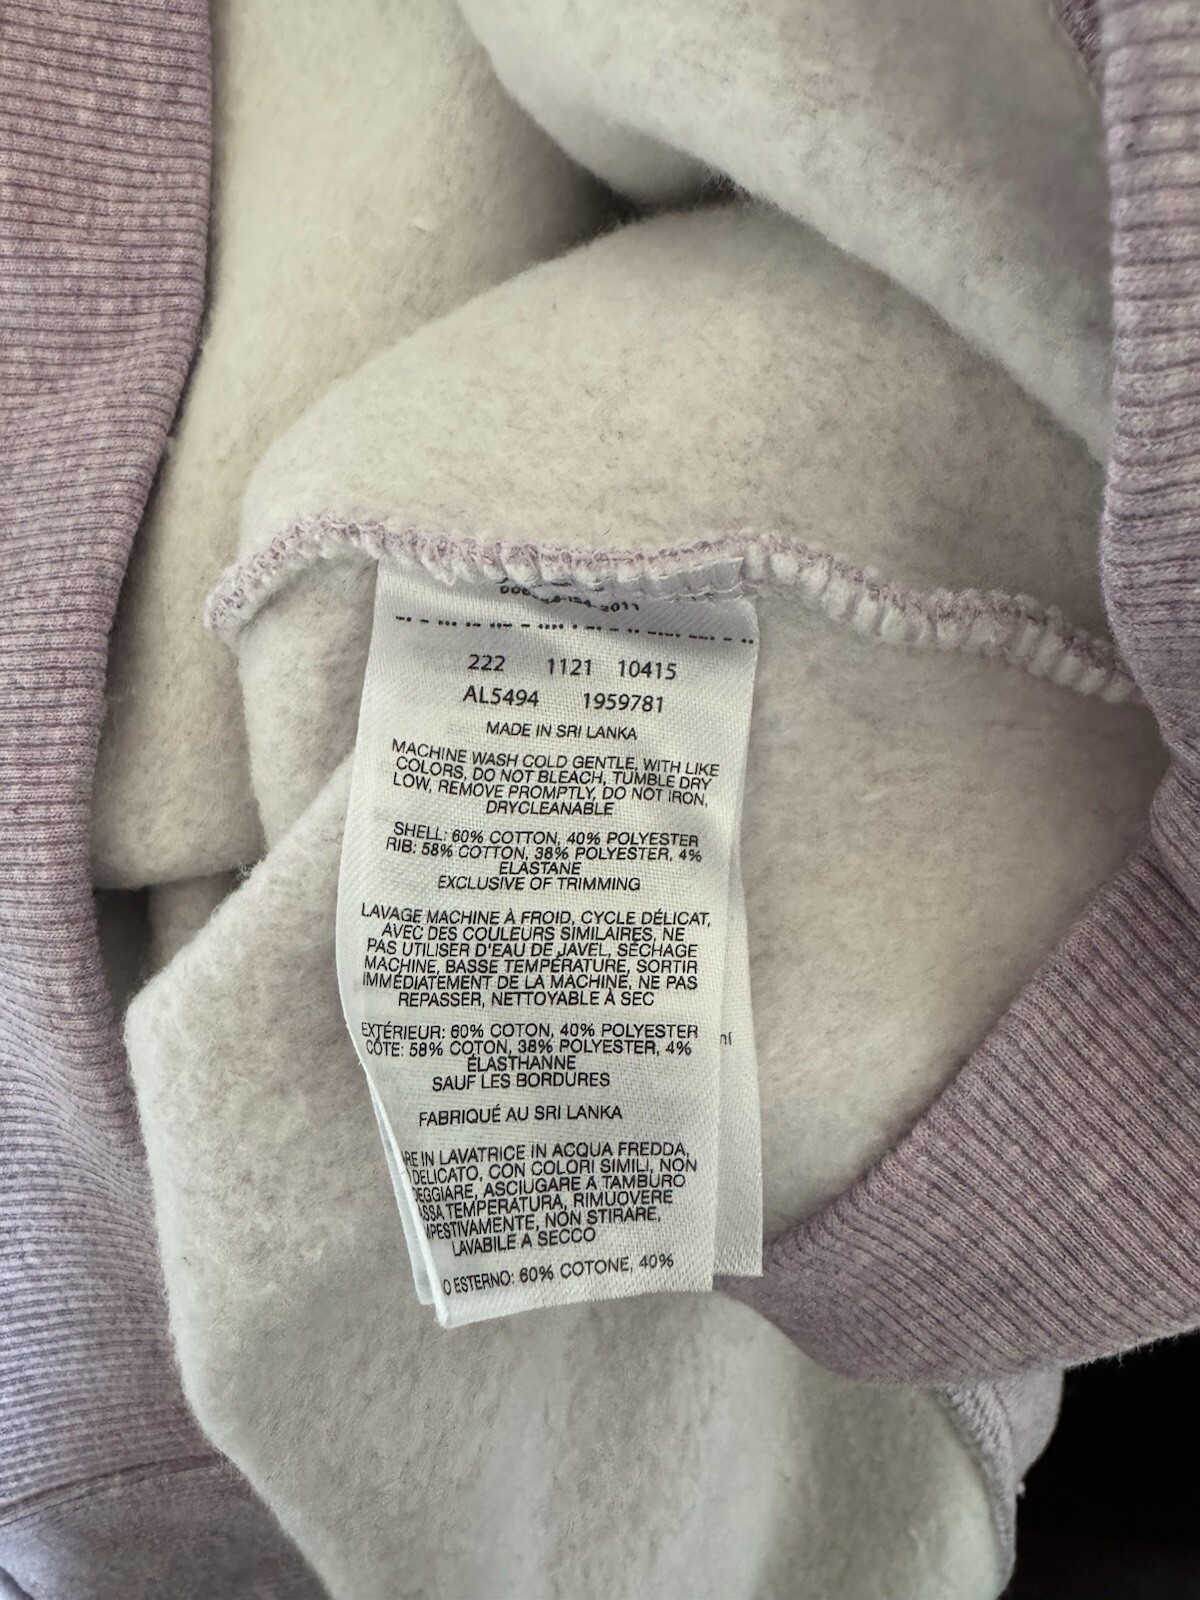 222 1121 10415
AL5494 1959781
MADE IN SRI LANKA
MACHINE WASH COLD GENTLE, WITH LIKE
COLORS, DO NOT BLEACH, TUMBLE DRY
LOW, REMOVE PROMPTLY, DO NOT IRON,
DRYCLEANABLE
SHELL: 60% COTTON, 40% POLYESTER
RIB: 58% COTTON, 38% POLYESTER, 4%
ELASTANE
EXCLUSIVE OF TRIMMING
LAVAGE MACHINE À FROID, CYCLE DÉLICAT,
AVEC DES COULEURS SIMILAIRES, NE
PAS UTILISER D'EAU DE JAVEL, SÉCHAGE
MACHINE, BASSE TEMPÉRATURE, SORTIR
IMMÉDIATEMENT DE LA MACHINE, NE PAS
REPASSER, NETTOYABLE À SEC
EXTÉRIEUR: 60% COTON, 40% POLYESTER
CÔTE: 58% COTON, 38% POLYESTER, 4%
ÉLASTHANNE
SAUF LES BORDURES
FABRIQUÉ AU SRI LANKA
IN LAVATRICE IN ACQUA FREDDA,
DELICATO, CON COLORI SIMILI, NON
ASCIUGARE A TAMBURO
TEMPERATURA, RIMUOVERE
NON STIRARE,
LAVABILE A SECCO
ESTERNO: 60% COTONE, 40%